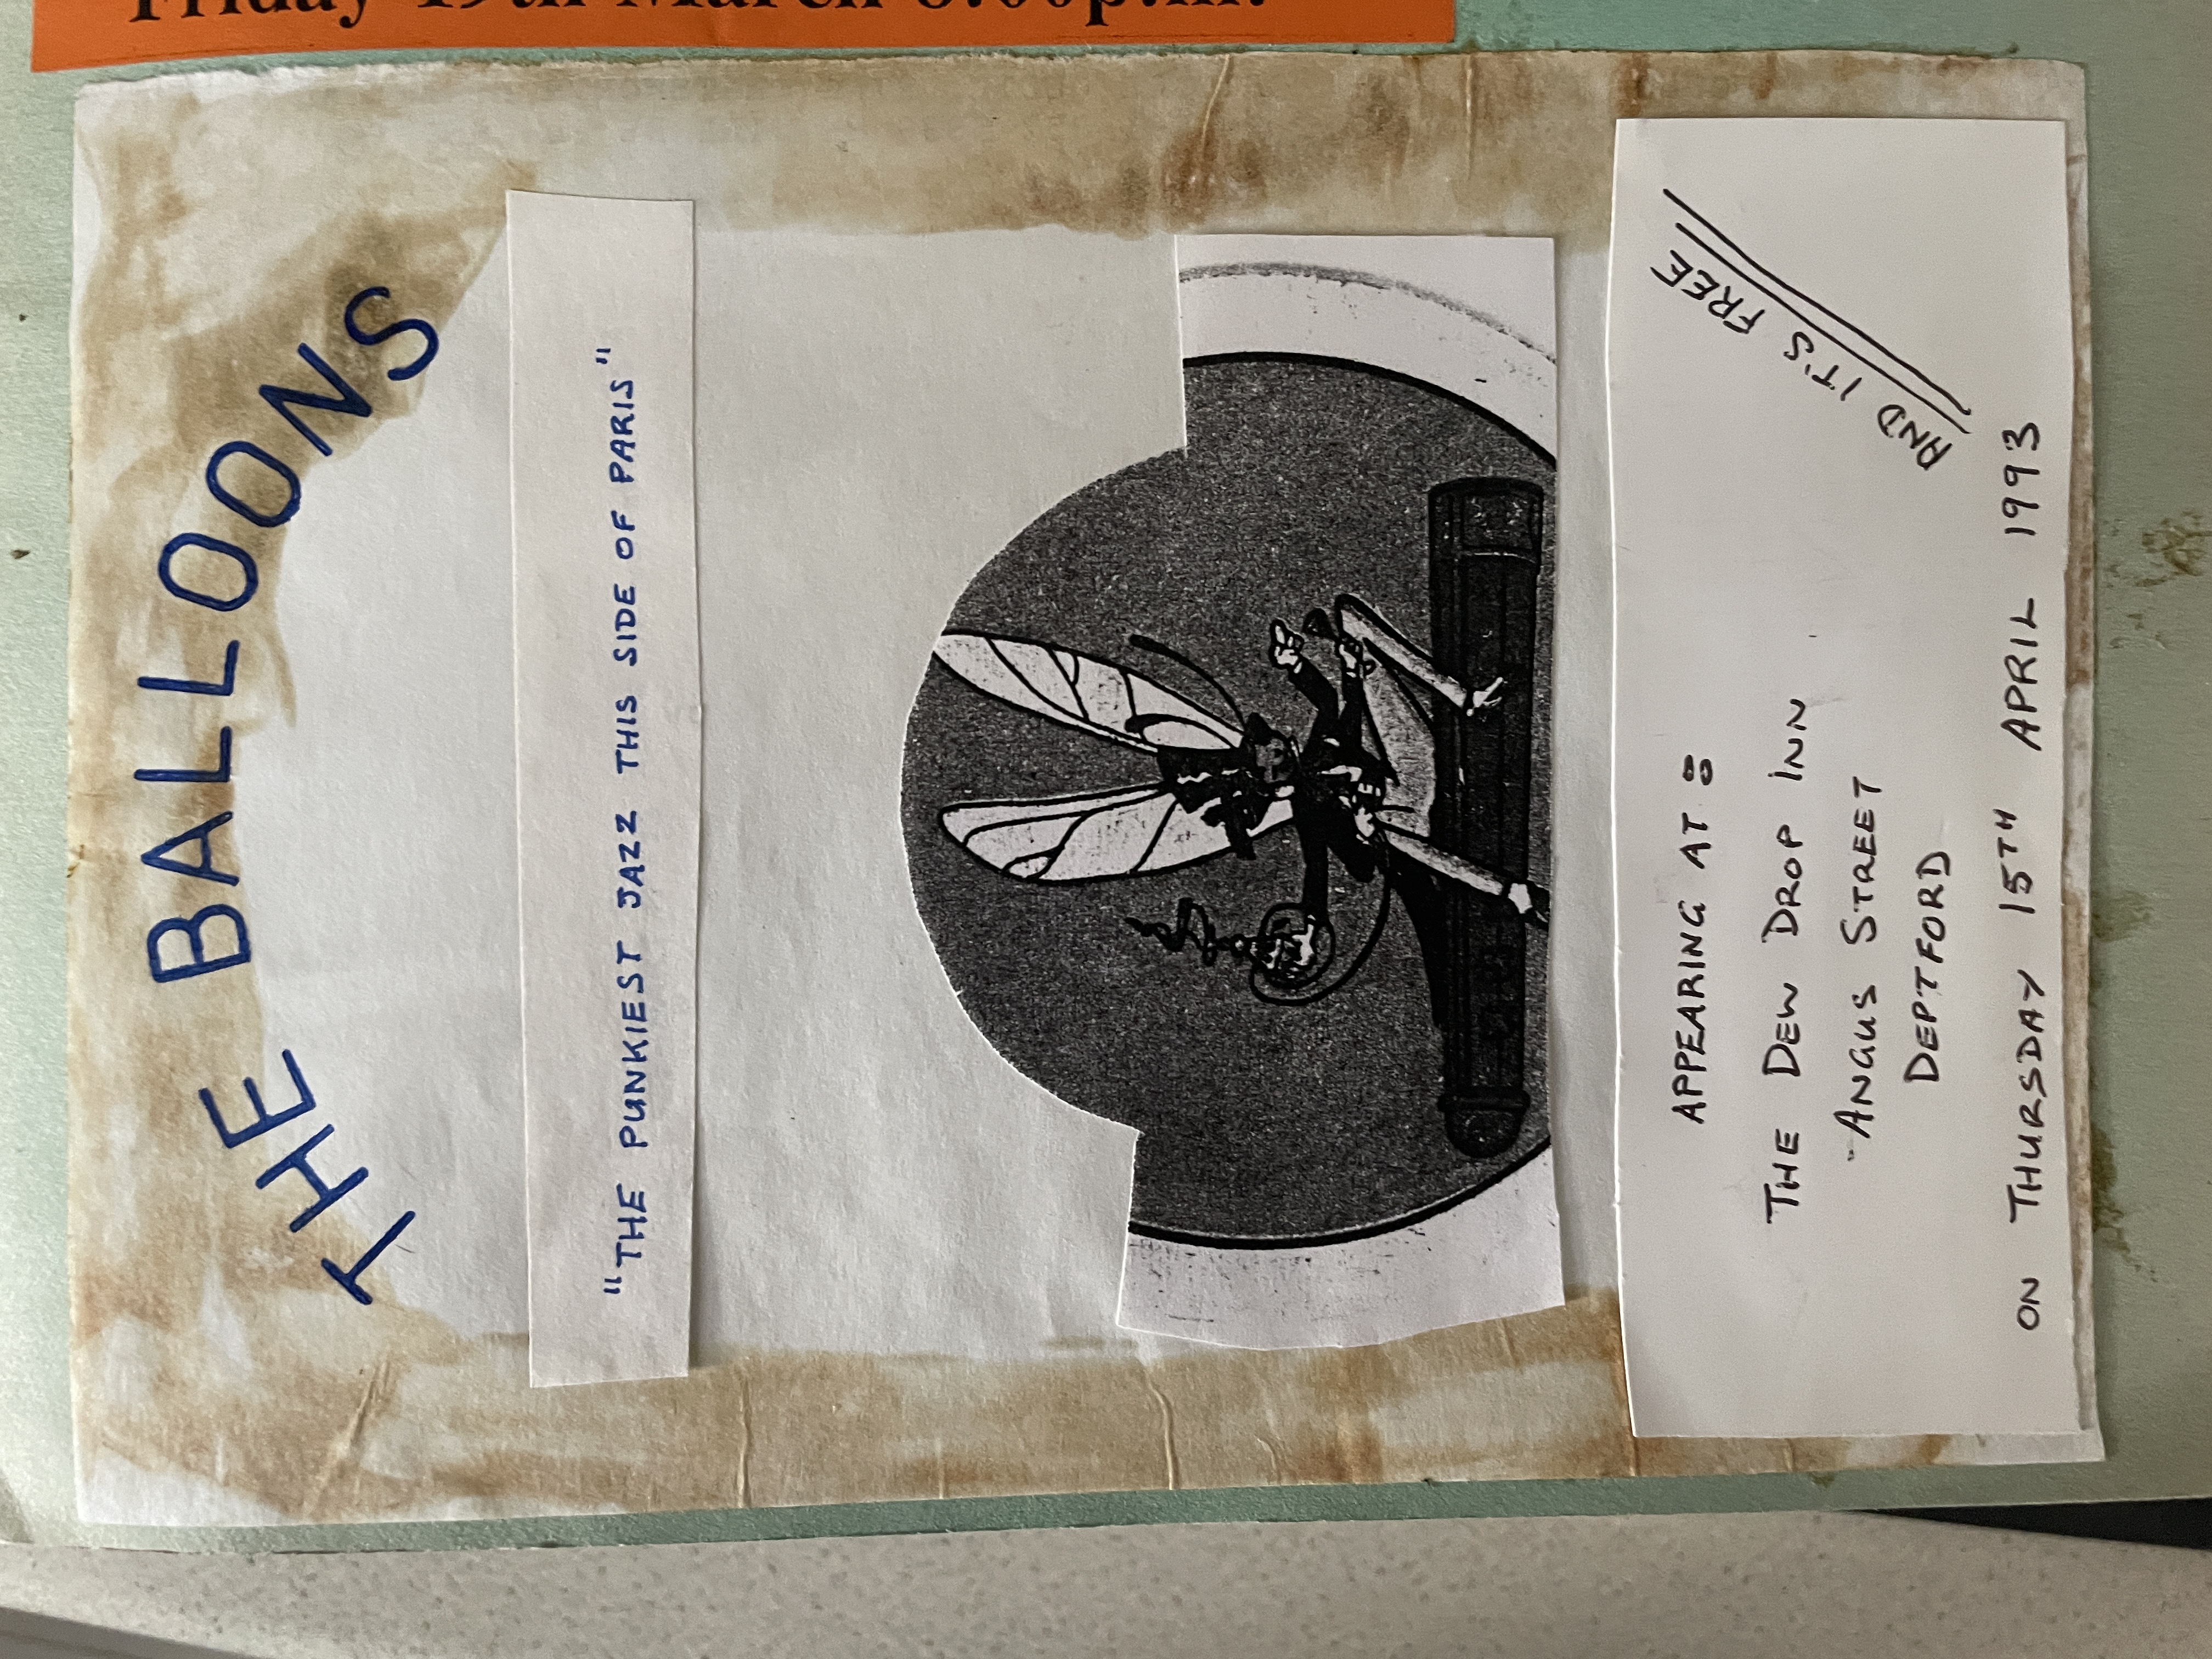 THE BALLOONS
"THE PUNKIEST JAZZ THIS SIDE OF PARIS"
APPEARING AT :
THE DEW DROP INN
ANGUS STREET
DEPTFORD
ON THURSDAY 15TH APRIL 1993
AND IT'S FREE
Friday
p.m.